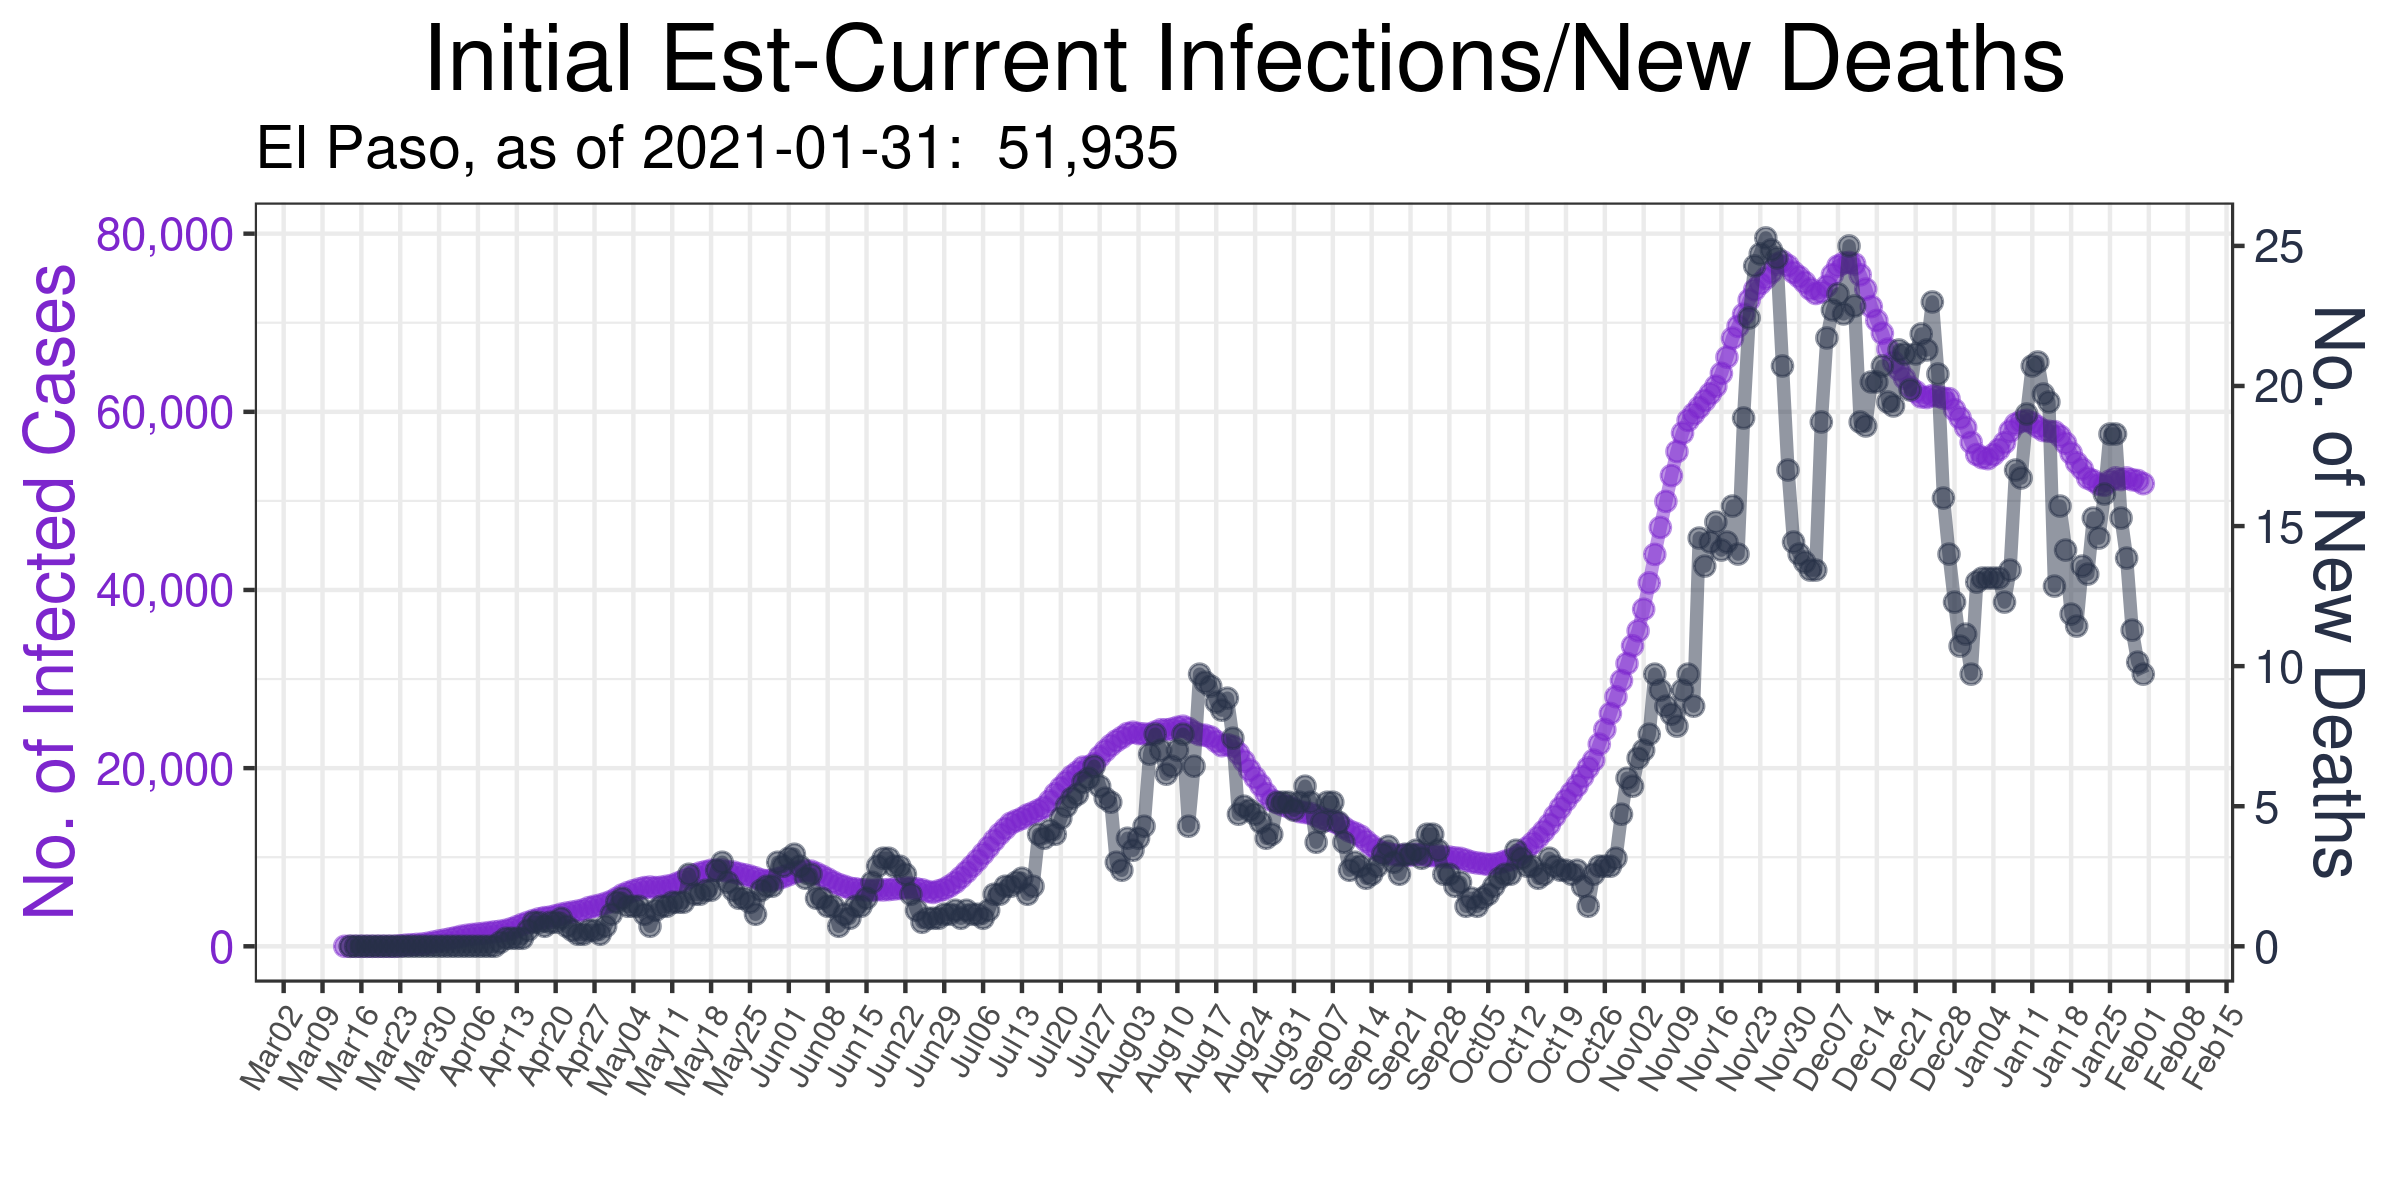 Initial Est-Current Infections/New Deaths
El Paso, as of 2021-01-31:  51,935
No. of Infected Cases
80,000
60,000
40,000
20,000
0
25
20
15
10
5
0
No. of New Deaths
Mar02
Mar09
Mar16
Mar23
Mar30
Apr06
Apr13
Apr20
Apr27
May04
May11
May18
May25
Jun01
Jun08
Jun15
Jun22
Jun29
Jul06
Jul13
Jul20
Jul27
Aug03
Aug10
Aug17
Aug24
Aug31
Sep07
Sep14
Sep21
Sep28
Oct05
Oct12
Oct19
Oct26
Nov02
Nov09
Nov16
Nov23
Nov30
Dec07
Dec14
Dec21
Dec28
Jan04
Jan11
Jan18
Jan25
Feb01
Feb08
Feb15